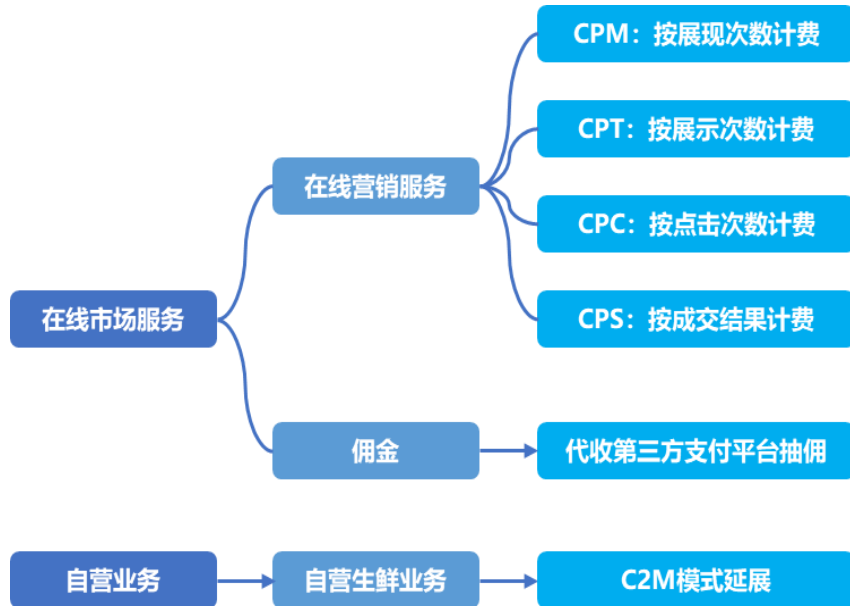 CPM：按展现次数计费
CPT：按展示次数计费
在线营销服务
CPC：按点击次数计费
在线市场服务
CPS：按成交结果计费
佣金
代收第三方支付平台抽佣
自营业务
自营生鲜业务
C2M模式延展